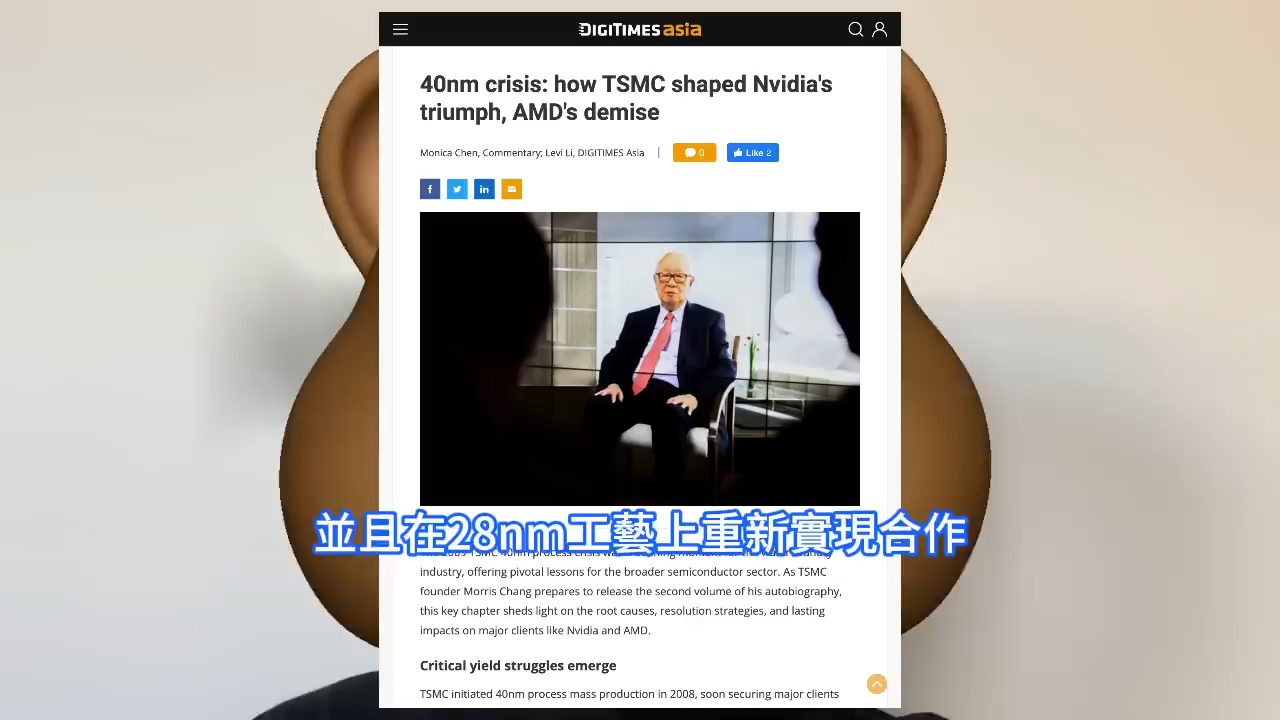 DIGITIMES asia
40nm crisis: how TSMC shaped Nvidia's
triumph, AMD's demise
Monica Chen, Commentary; Levi Li, DIGITIMES Asia | 0 Like 2
並且在28nm工藝上重新實現合作
industry, offering pivotal lessons for the broader semiconductor sector. As TSMC
founder Morris Chang prepares to release the second volume of his autobiography,
this key chapter sheds light on the root causes, resolution strategies, and lasting
impacts on major clients like Nvidia and AMD.
Critical yield struggles emerge
TSMC initiated 40nm process mass production in 2008, soon securing major clients